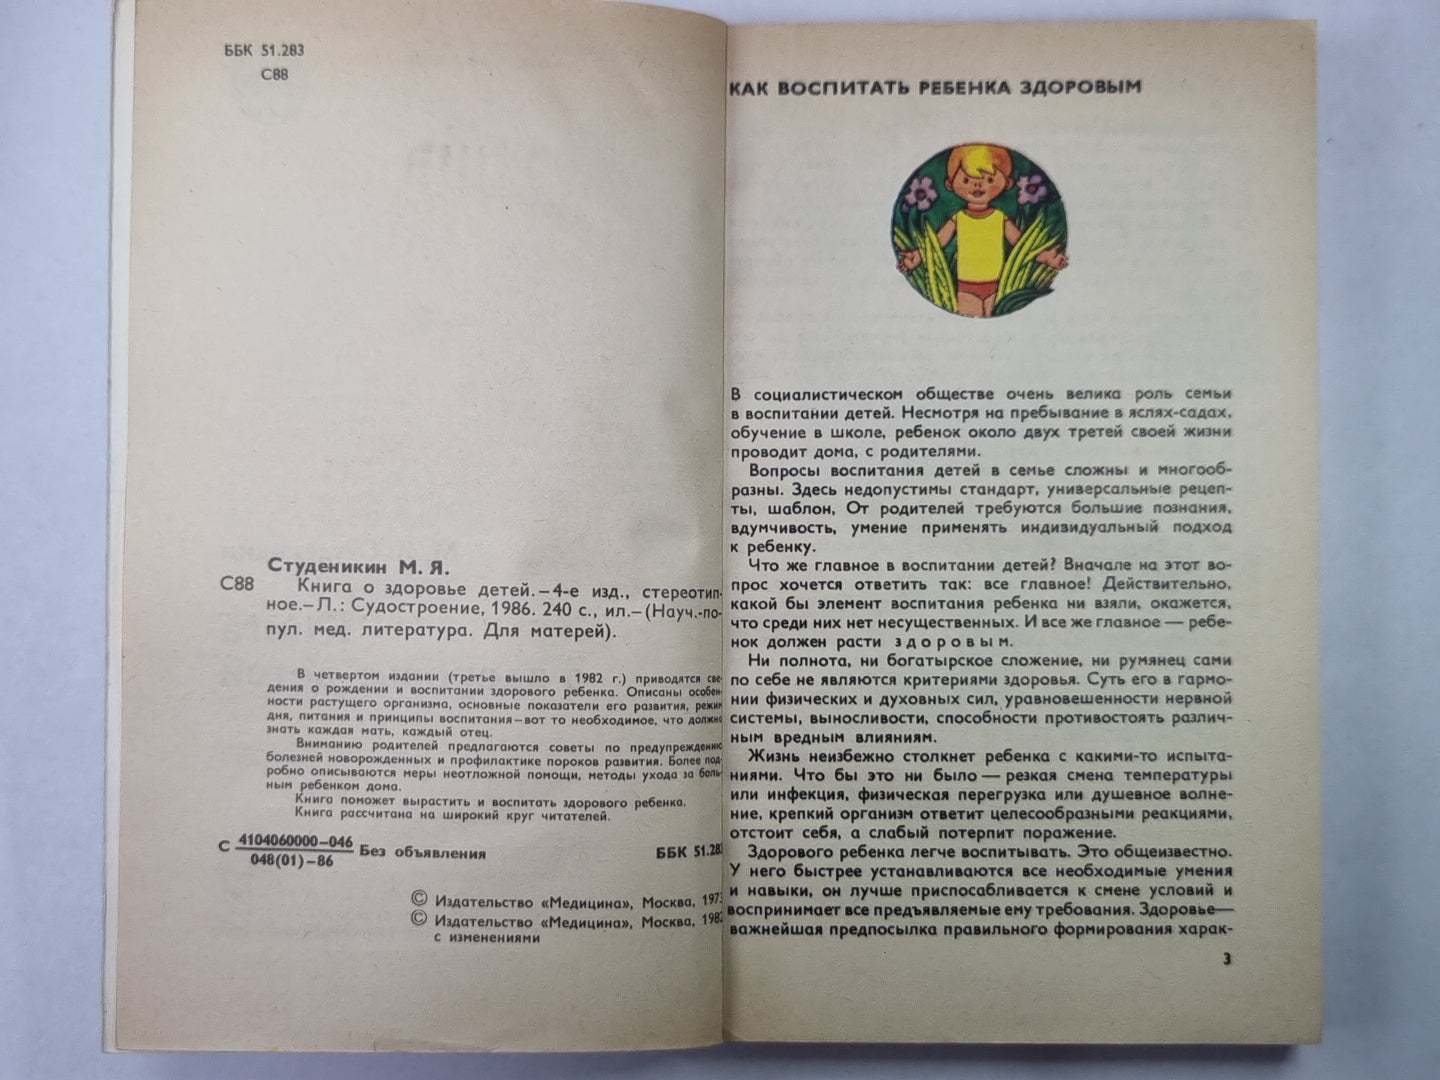 ББК 51.283
С88
Студеникин М. Я.
С88 Книга о здоровье детей.–4-е изд., стереотип-
ное.–Л.: Судостроение, 1986. 240 с., ил.–(Науч.-по-
пул. мед. литература. Для матерей).
В четвертом издании (третье вышло в 1982 г.) приводятся све-
дения о рождении и воспитании здорового ребенка. Описаны особен-
ности растущего организма, основные показатели его развития, режим
дня, питания и принципы воспитания–вот то необходимое, что должна
знать каждая мать, каждый отец.
Вниманию родителей предлагаются советы по предупреждению
болезней новорожденных и профилактике пороков развития. Более под-
робно описываются меры неотложной помощи, методы ухода за боль-
ным ребенком дома.
Книга поможет вырастить и воспитать здорового ребенка.
Книга рассчитана на широкий круг читателей.
С 4104060000–046
048(01)–86 Без объявления ББК 51.283
© Издательство «Медицина», Москва, 1973
© Издательство «Медицина», Москва, 1982
с изменениями
КАК ВОСПИТАТЬ РЕБЕНКА ЗДОРОВЫМ
В социалистическом обществе очень велика роль семьи
в воспитании детей. Несмотря на пребывание в яслях-садах,
обучение в школе, ребенок около двух третей своей жизни
проводит дома, с родителями.
Вопросы воспитания детей в семье сложны и многооб-
разны. Здесь недопустимы стандарт, универсальные рецеп-
ты, шаблон, От родителей требуются большие познания,
вдумчивость, умение применять индивидуальный подход
к ребенку.
Что же главное в воспитании детей? Вначале на этот во-
прос хочется ответить так: все главное! Действительно,
какой бы элемент воспитания ребенка ни взяли, окажется,
что среди них нет несущественных. И все же главное — ребе-
нок должен расти здоровым.
Ни полнота, ни богатырское сложение, ни румянец сами
по себе не являются критериями здоровья. Суть его в гармо-
нии физических и духовных сил, уравновешенности нервной
системы, выносливости, способности противостоять различ-
ным вредным влияниям.
Жизнь неизбежно столкнет ребенка с какими-то испыта-
ниями. Что бы это ни было — резкая смена температуры
или инфекция, физическая перегрузка или душевное волне-
ние, крепкий организм ответит целесообразными реакциями,
отстоит себя, а слабый потерпит поражение.
Здорового ребенка легче воспитывать. Это общеизвестно.
У него быстрее устанавливаются все необходимые умения
и навыки, он лучше приспосабливается к смене условий и
воспринимает все предъявляемые ему требования. Здоровье—
важнейшая предпосылка правильного формирования харак-
3